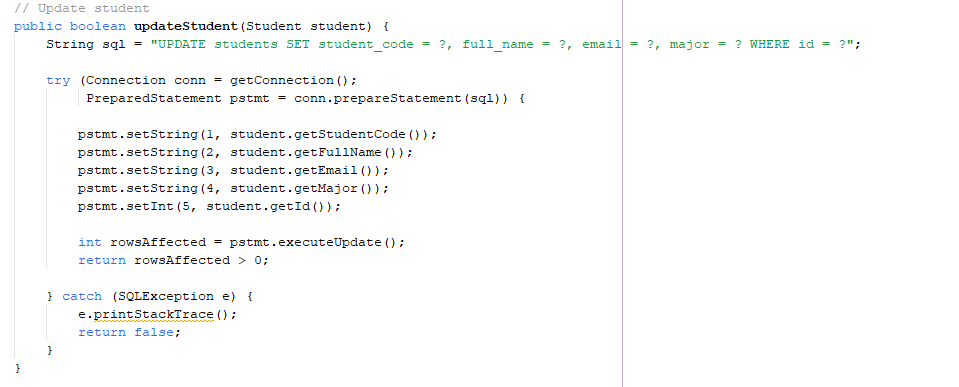 // Update student
public boolean updateStudent(Student student) {
    String sql = "UPDATE students SET student_code = ?, full_name = ?, email = ?, major = ? WHERE id = ?";

    try (Connection conn = getConnection();
         PreparedStatement pstmt = conn.prepareStatement(sql)) {

        pstmt.setString(1, student.getStudentCode());
        pstmt.setString(2, student.getFullName());
        pstmt.setString(3, student.getEmail());
        pstmt.setString(4, student.getMajor());
        pstmt.setInt(5, student.getId());

        int rowsAffected = pstmt.executeUpdate();
        return rowsAffected > 0;

    } catch (SQLException e) {
        e.printStackTrace();
        return false;
    }
}